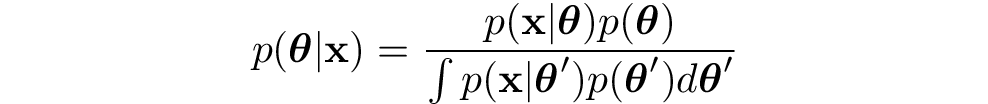 p(𝛉|𝐱) = p(𝐱|𝛉)p(𝛉) / ∫ p(𝐱|𝛉′)p(𝛉′)d𝛉′